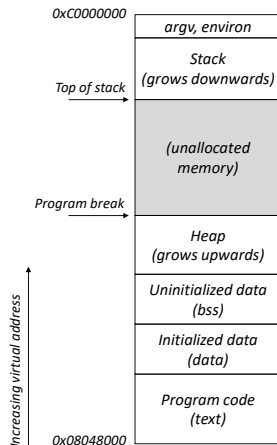 0xC0000000
argv, environ
Stack
(grows downwards)
Top of stack
(unallocated
memory)
Program break
Heap
(grows upwards)
Uninitialized data
(bss)
Initialized data
(data)
Program code
(text)
0x08048000
Increasing virtual address